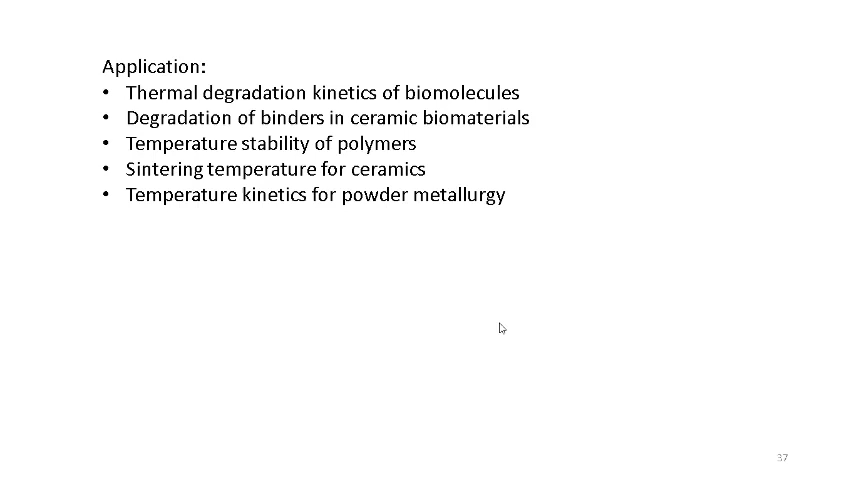 Application:
• Thermal degradation kinetics of biomolecules
• Degradation of binders in ceramic biomaterials
• Temperature stability of polymers
• Sintering temperature for ceramics
• Temperature kinetics for powder metallurgy
37